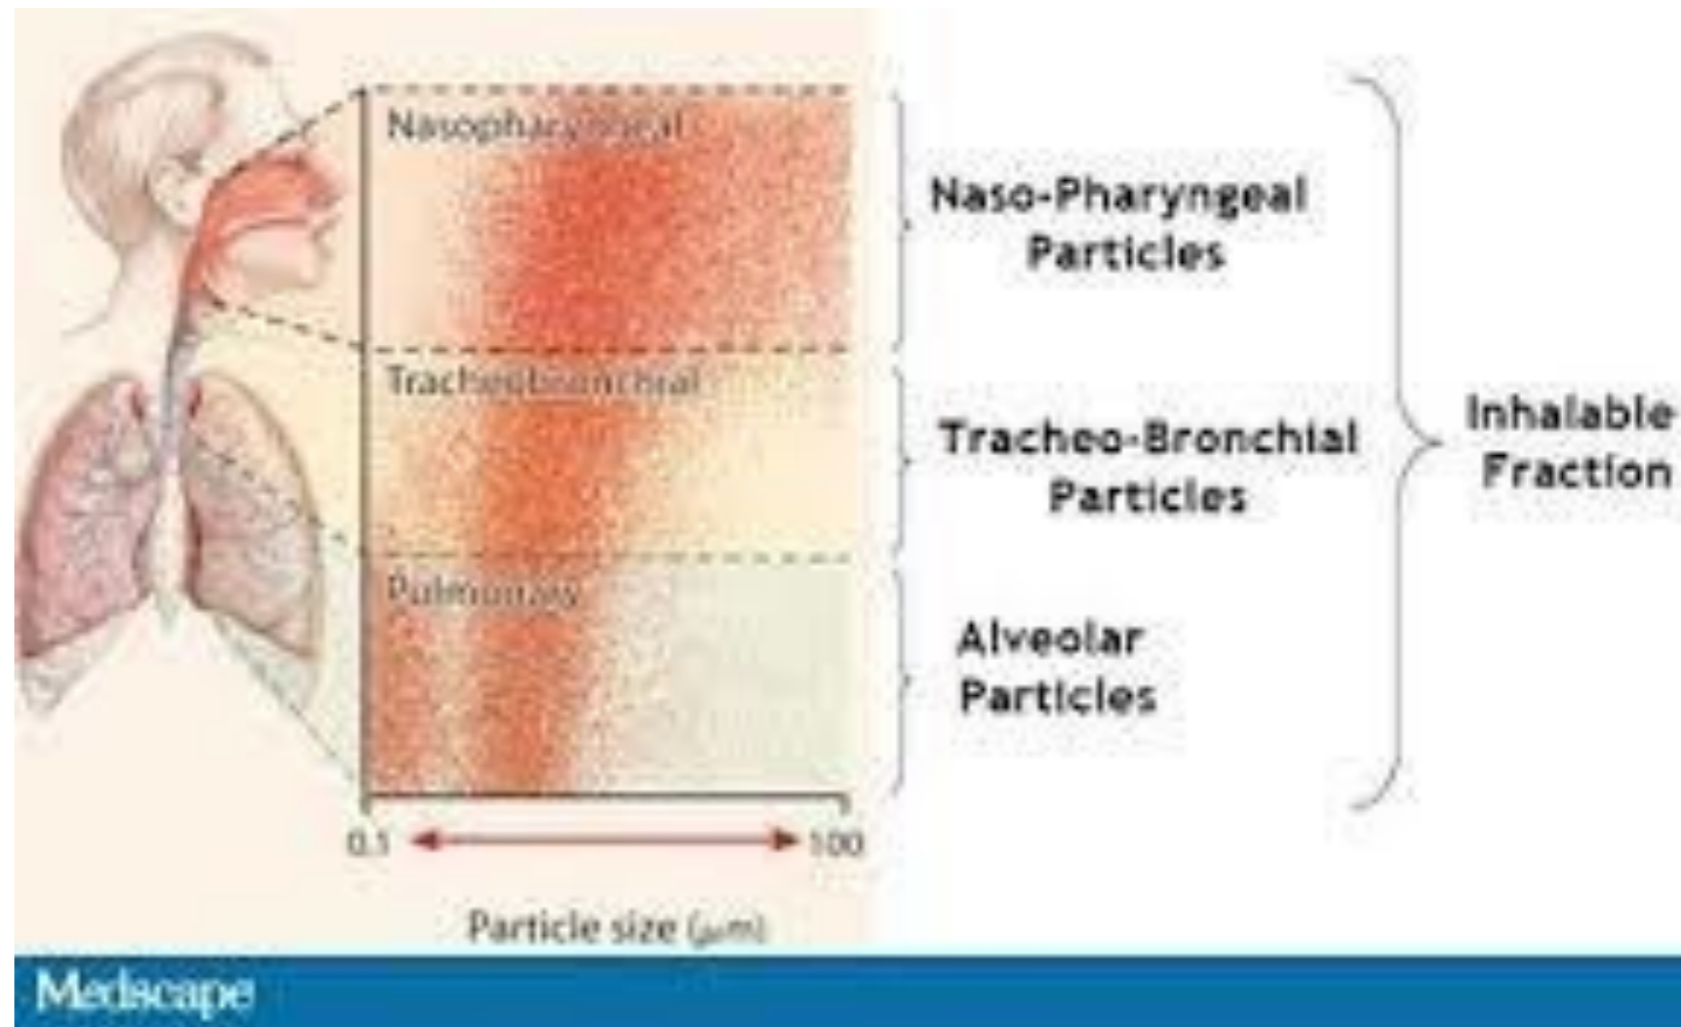 Nasopharyngeal
Naso-Pharyngeal
Particles
Tracheobronchial
Tracheo-Bronchial
Particles
Inhalable
Fraction
Pulmonary
Alveolar
Particles
0.1
100
Particle size (μm)
Medscape